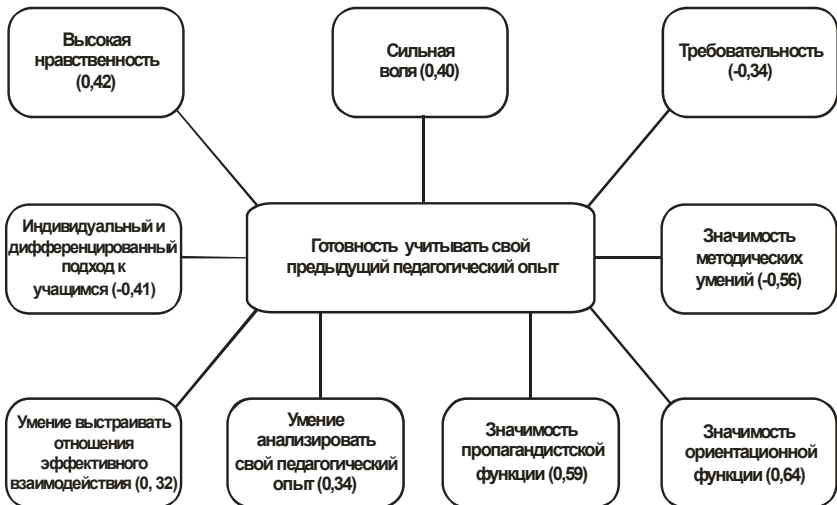 Высокая
нравственность
(0,42)
Сильная
воля (0,40)
Требовательность
(-0,34)
Индивидуальный и
дифференцированный
подход к
учащимся (-0,41)
Готовность учитывать свой
предыдущий педагогический опыт
Значимость
методических
умений (-0,56)
Умение выстраивать
отношения
эффективного
взаимодействия (0, 32)
Умение
анализировать
свой педагогический
опыт (0,34)
Значимость
пропагандистской
функции (0,59)
Значимость
ориентационной
функции (0,64)